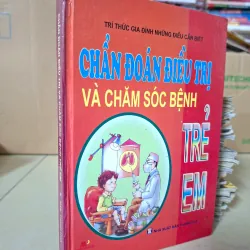 TRI THỨC GIA ĐÌNH NHỮNG ĐIỀU CẦN BIẾT
CHẨN ĐOÁN ĐIỀU TRỊ
VÀ CHĂM SÓC BỆNH
TRẺ
EM